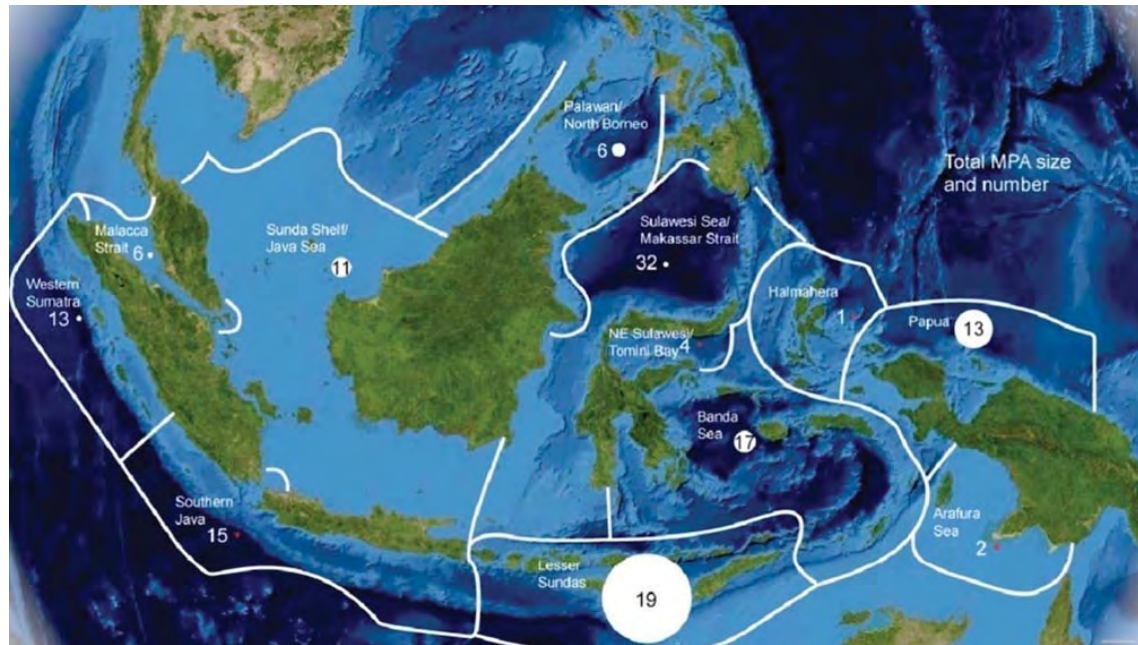 Palawan/
North Borneo
6
Total MPA size
and number
Malacca
Strait
6
Sunda Shelf/
Java Sea
11
Sulawesi Sea/
Makassar Strait
32
Western
Sumatra
13
Halmahera
1
Papua
13
NE Sulawesi/
Tomini Bay
4
Banda
Sea
17
Southern
Java
15
Arafura
Sea
2
Lesser
Sundas
19